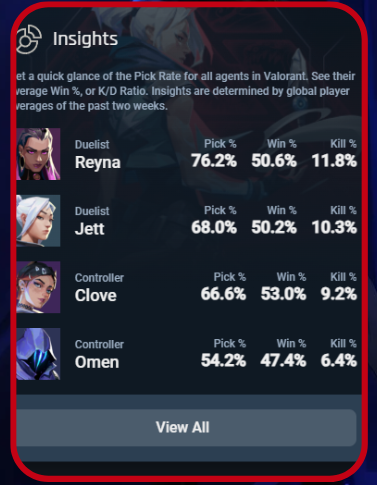 Insights
et a quick glance of the Pick Rate for all agents in Valorant. See their
verage Win %, or K/D Ratio. Insights are determined by global player
verages of the past two weeks.
Duelist Pick % Win % Kill %
Reyna 76.2% 50.6% 11.8%
Duelist Pick % Win % Kill %
Jett 68.0% 50.2% 10.3%
Controller Pick % Win % Kill %
Clove 66.6% 53.0% 9.2%
Controller Pick % Win % Kill %
Omen 54.2% 47.4% 6.4%
View All